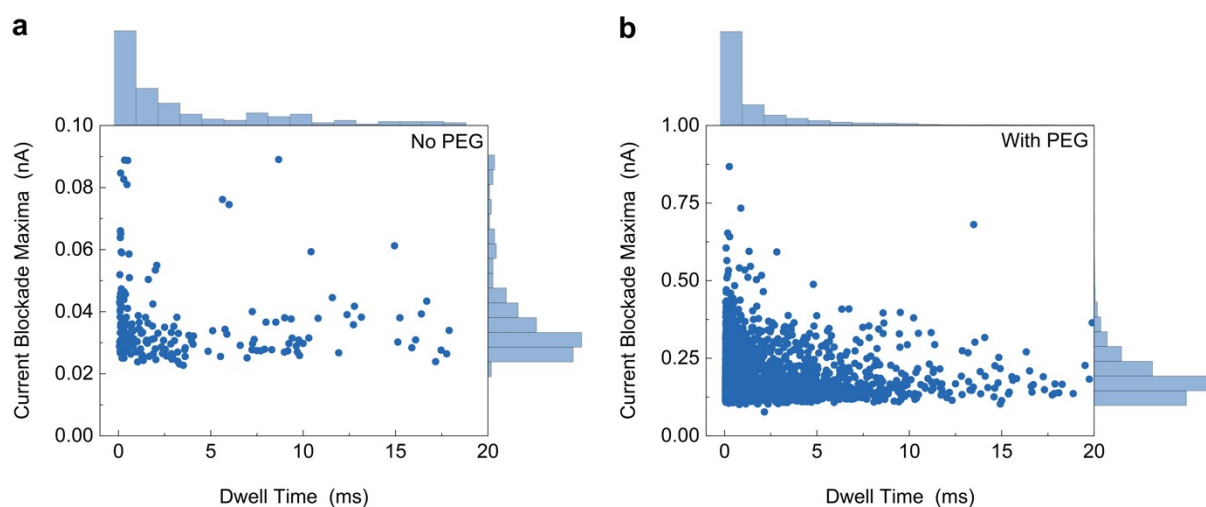 a
No PEG
Current Blockade Maxima (nA)
0.10
0.08
0.06
0.04
0.02
0.00
0
5
10
15
20
Dwell Time (ms)
b
With PEG
Current Blockade Maxima (nA)
1.00
0.75
0.50
0.25
0.00
0
5
10
15
20
Dwell Time (ms)